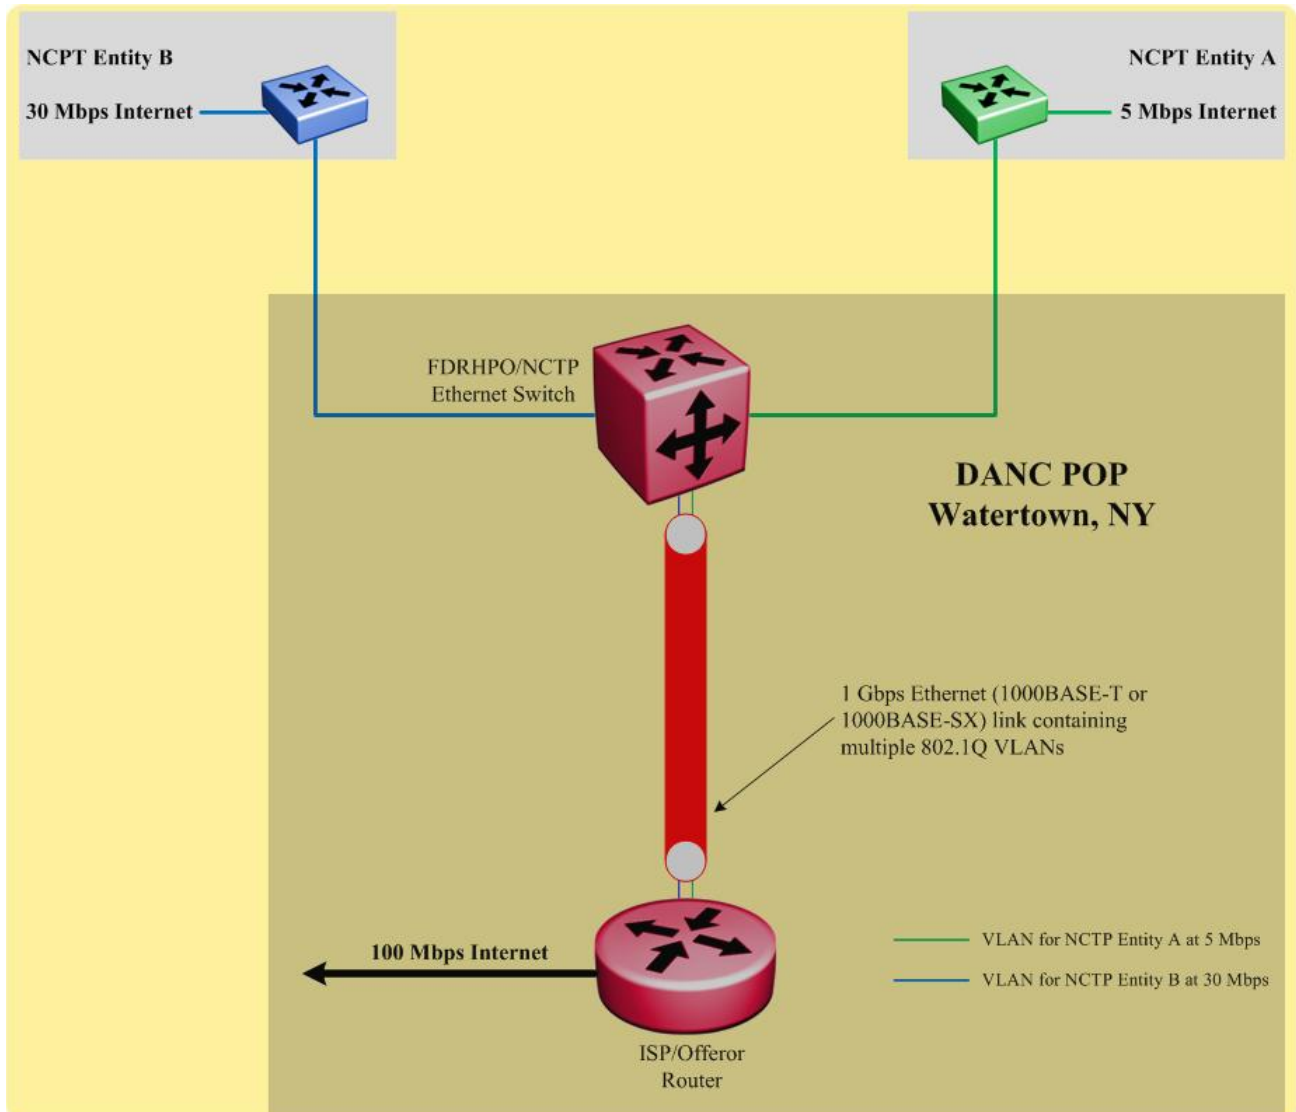 NCPT Entity B
30 Mbps Internet
NCPT Entity A
5 Mbps Internet
FDRHPO/NCTP
Ethernet Switch
DANC POP
Watertown, NY
1 Gbps Ethernet (1000BASE-T or
1000BASE-SX) link containing
multiple 802.1Q VLANs
100 Mbps Internet
VLAN for NCTP Entity A at 5 Mbps
VLAN for NCTP Entity B at 30 Mbps
ISP/Offeror
Router